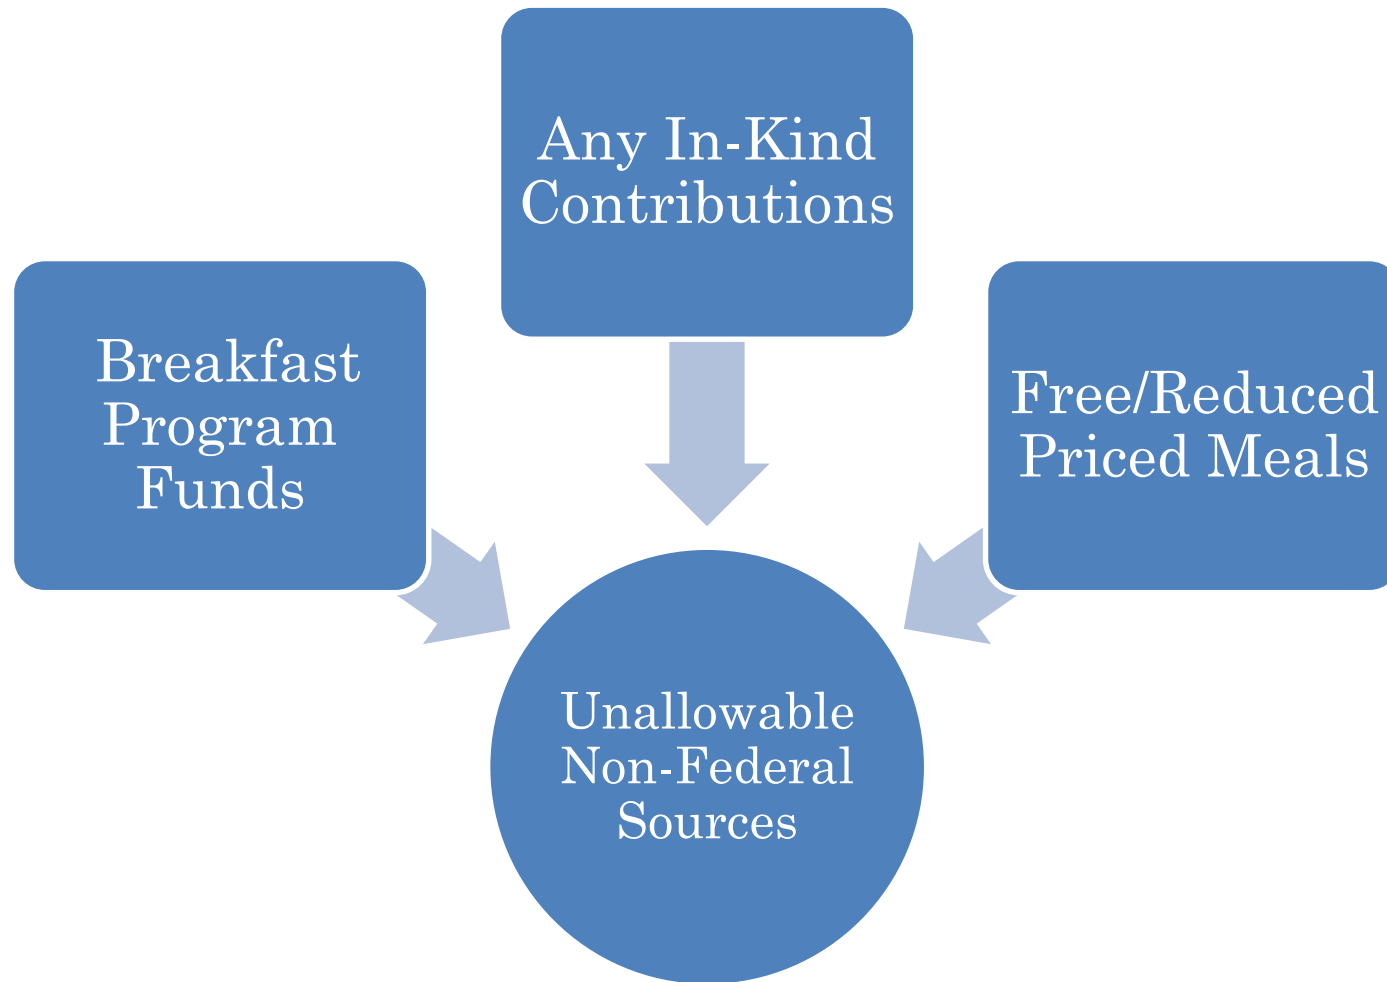 Any In-Kind
Contributions
Breakfast
Program
Funds
Free/Reduced
Priced Meals
Unallowable
Non-Federal
Sources